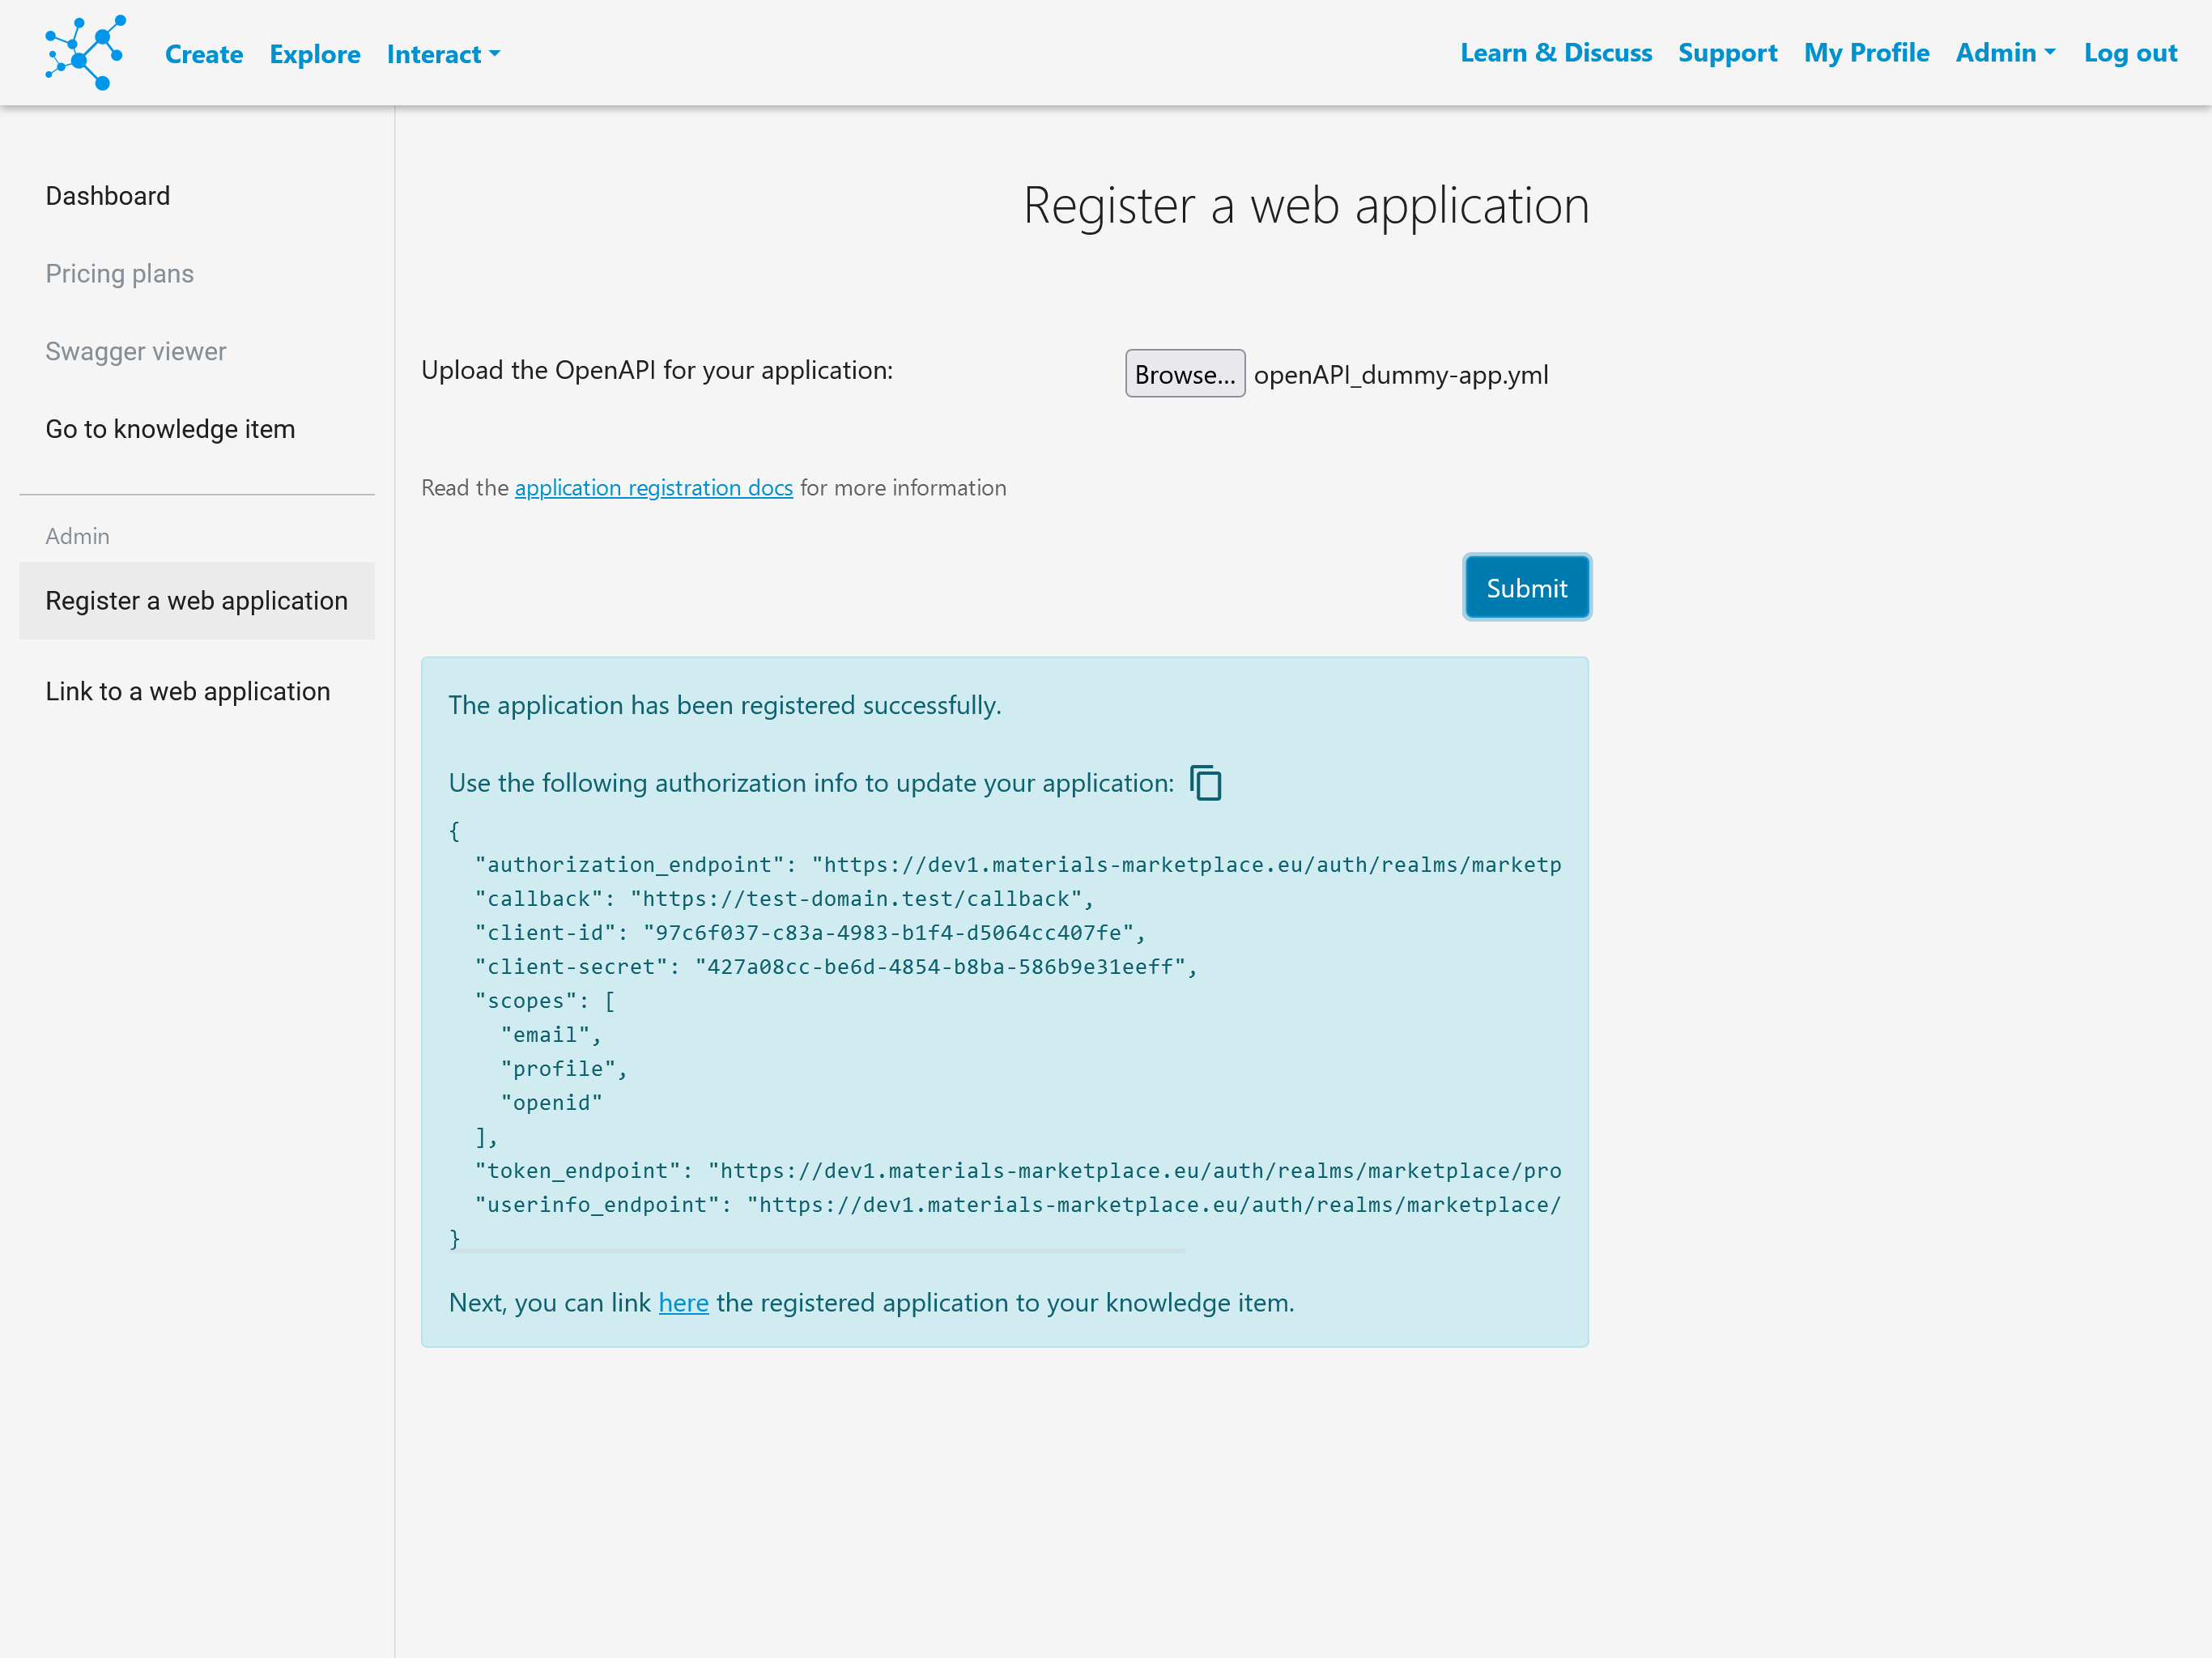 Create Explore Interact
Learn & Discuss Support My Profile Admin Log out
Dashboard
Pricing plans
Swagger viewer
Go to knowledge item
Admin
Register a web application
Link to a web application
Register a web application
Upload the OpenAPI for your application: Browse... openAPI_dummy-app.yml
Read the application registration docs for more information
Submit
The application has been registered successfully.
Use the following authorization info to update your application:
{
  "authorization_endpoint": "https://dev1.materials-marketplace.eu/auth/realms/marketp
  "callback": "https://test-domain.test/callback",
  "client-id": "97c6f037-c83a-4983-b1f4-d5064cc407fe",
  "client-secret": "427a08cc-be6d-4854-b8ba-586b9e31eeff",
  "scopes": [
    "email",
    "profile",
    "openid"
  ],
  "token_endpoint": "https://dev1.materials-marketplace.eu/auth/realms/marketplace/pro
  "userinfo_endpoint": "https://dev1.materials-marketplace.eu/auth/realms/marketplace/
}
Next, you can link here the registered application to your knowledge item.